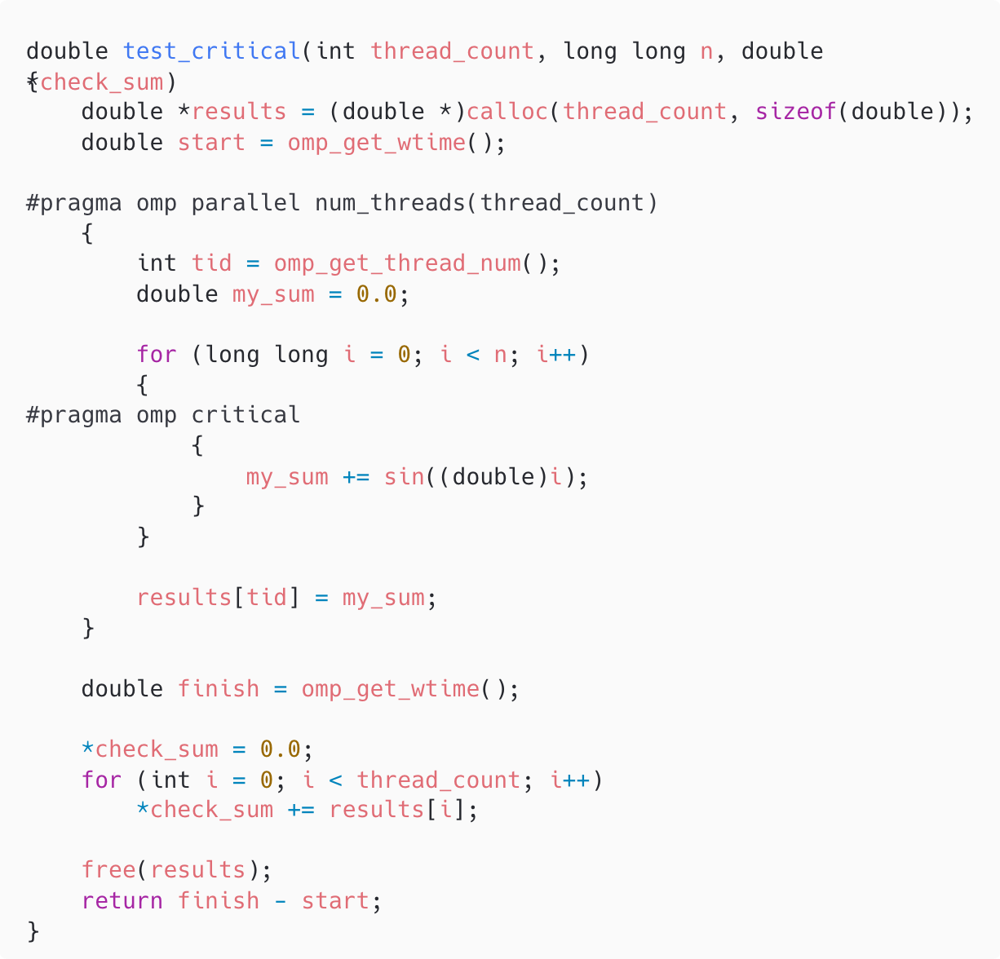 double test_critical(int thread_count, long long n, double
*check_sum)
{
    double *results = (double *)calloc(thread_count, sizeof(double));
    double start = omp_get_wtime();

#pragma omp parallel num_threads(thread_count)
    {
        int tid = omp_get_thread_num();
        double my_sum = 0.0;

        for (long long i = 0; i < n; i++)
        {
#pragma omp critical
            {
                my_sum += sin((double)i);
            }
        }

        results[tid] = my_sum;
    }

    double finish = omp_get_wtime();

    *check_sum = 0.0;
    for (int i = 0; i < thread_count; i++)
        *check_sum += results[i];

    free(results);
    return finish - start;
}